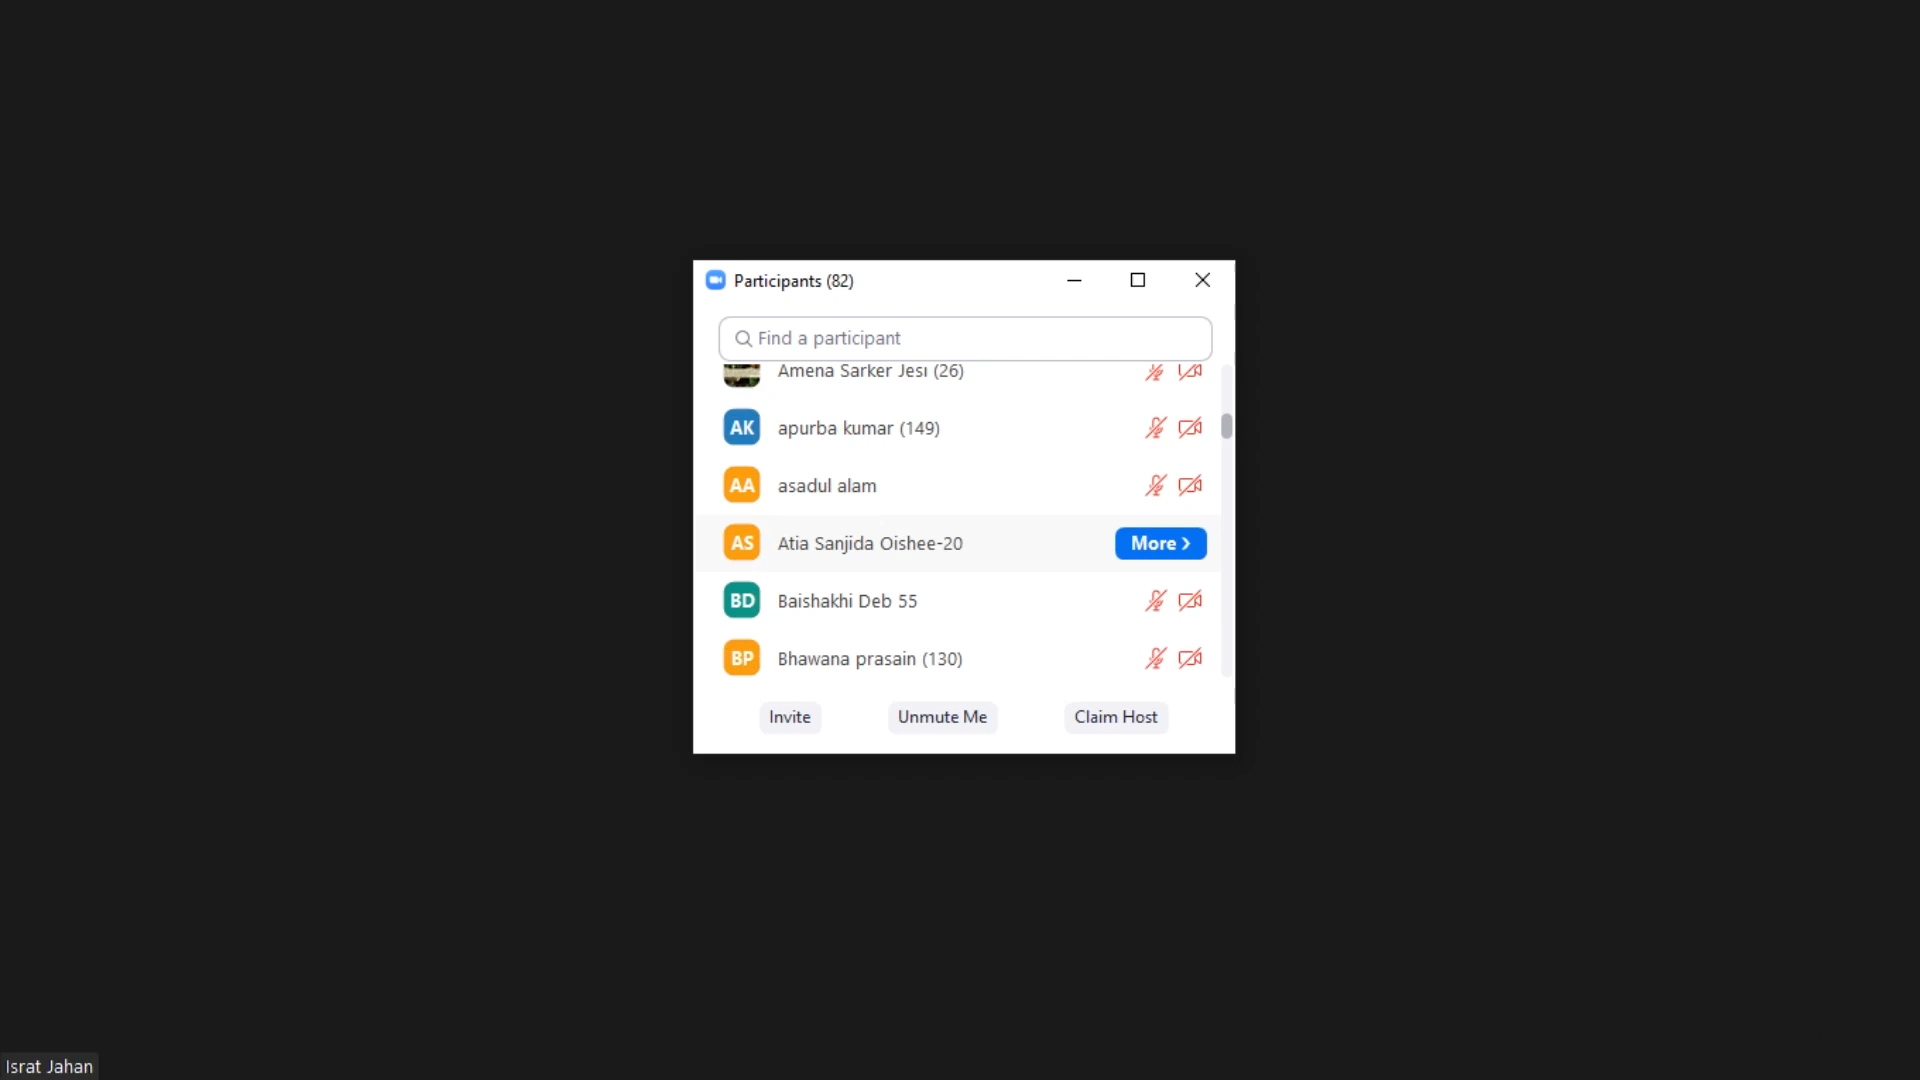 Participants (82)
Find a participant
Amena Sarker Jesi (26)
AK apurba kumar (149)
AA asadul alam
AS Atia Sanjida Oishee-20 More >
BD Baishakhi Deb 55
BP Bhawana prasain (130)
Invite Unmute Me Claim Host
Israt Jahan